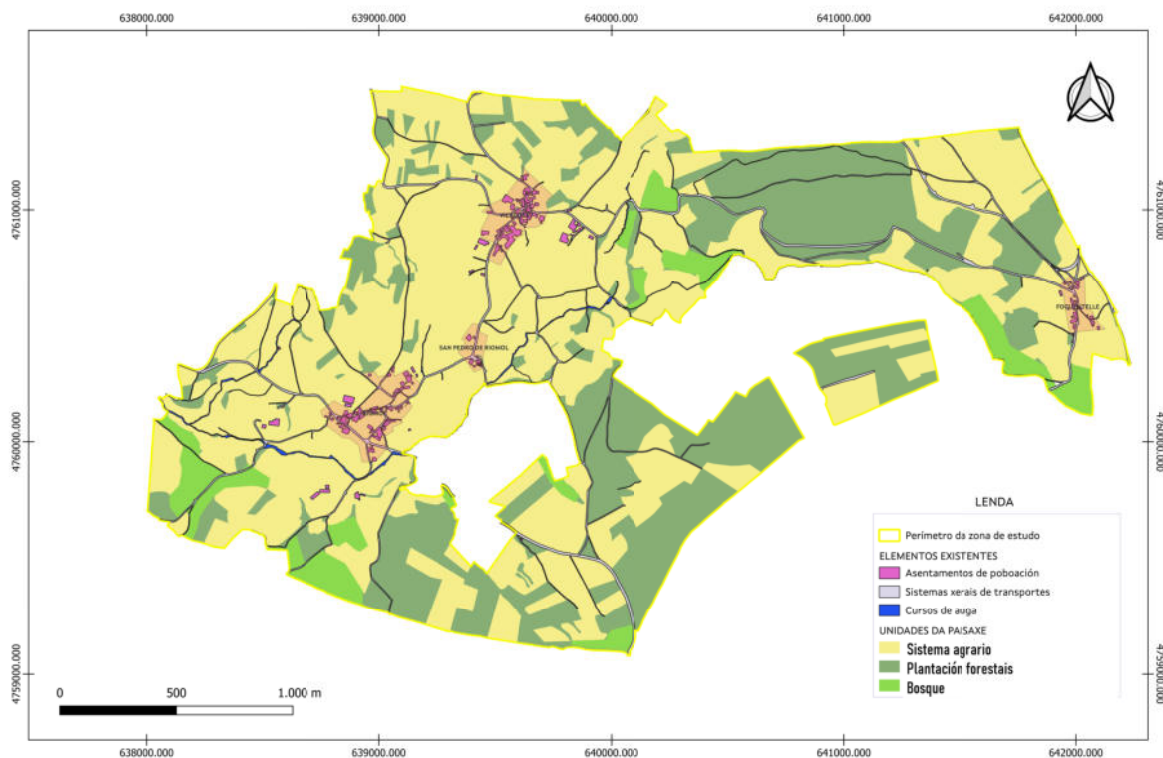 638000.000 639000.000 640000.000 641000.000 642000.000
4761000.000 4761000.000
FOQUENTELLE
SAN PEDRO DE RIOMOL
4760000.000 4760000.000
LENDA
Perímetro da zona de estudo
ELEMENTOS EXISTENTES
Asentamentos de poboación
Sistemas xerais de transportes
Cursos de auga
UNIDADES DA PAISAXE
Sistema agrario
Plantación forestais
Bosque
4759000.000 4759000.000
0 500 1.000 m
638000.000 639000.000 640000.000 641000.000 642000.000